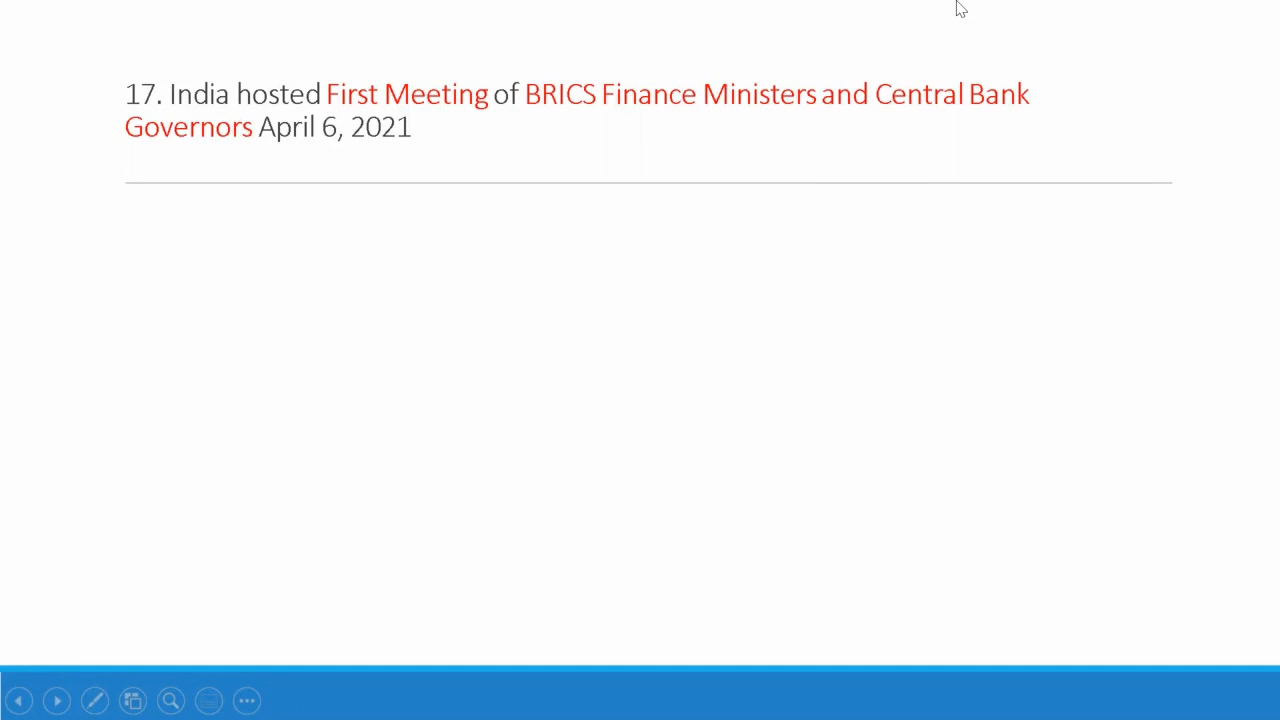 17. India hosted First Meeting of BRICS Finance Ministers and Central Bank
Governors April 6, 2021